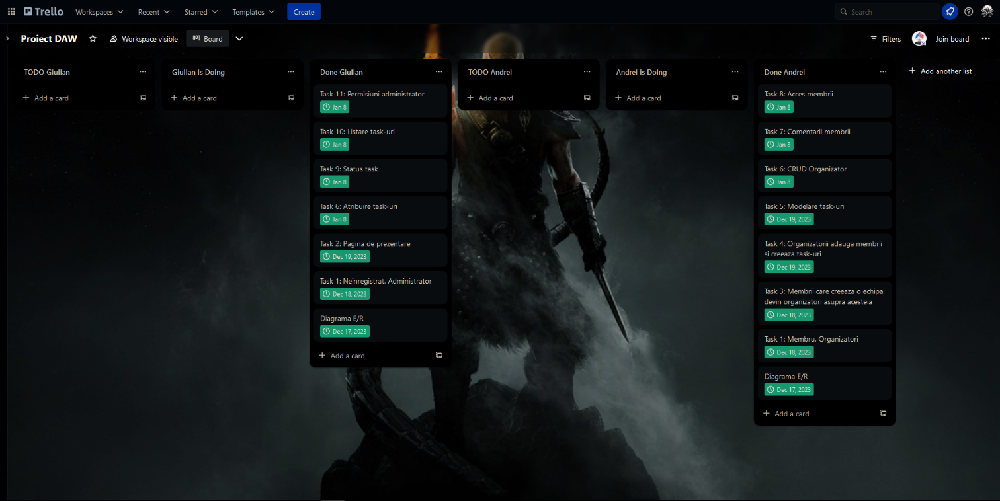 Trello
Workspaces
Recent
Starred
Templates
Create
Search
Proiect DAW
Workspace visible
Board
Filters
Join board
TODO Giulian
Add a card
Giulian Is Doing
Add a card
Done Giulian
Task 11: Permisiuni administrator
Jan 8
Task 10: Listare task-uri
Jan 8
Task 9: Status task
Jan 8
Task 6: Atribuire task-uri
Jan 8
Task 2: Pagina de prezentare
Dec 19, 2023
Task 1: Neinregistrat, Administrator
Dec 18, 2023
Diagrama E/R
Dec 17, 2023
Add a card
TODO Andrei
Add a card
Andrei is Doing
Add a card
Done Andrei
Task 8: Acces membrii
Jan 8
Task 7: Comentarii membrii
Jan 8
Task 6: CRUD Organizator
Jan 8
Task 5: Modelare task-uri
Dec 19, 2023
Task 4: Organizatorii adauga membrii
si creeaza task-uri
Dec 19, 2023
Task 3: Membrii care creeaza o echipa
devin organizatori asupra acesteia
Dec 18, 2023
Task 1: Membru, Organizatori
Dec 18, 2023
Diagrama E/R
Dec 17, 2023
Add a card
Add another list